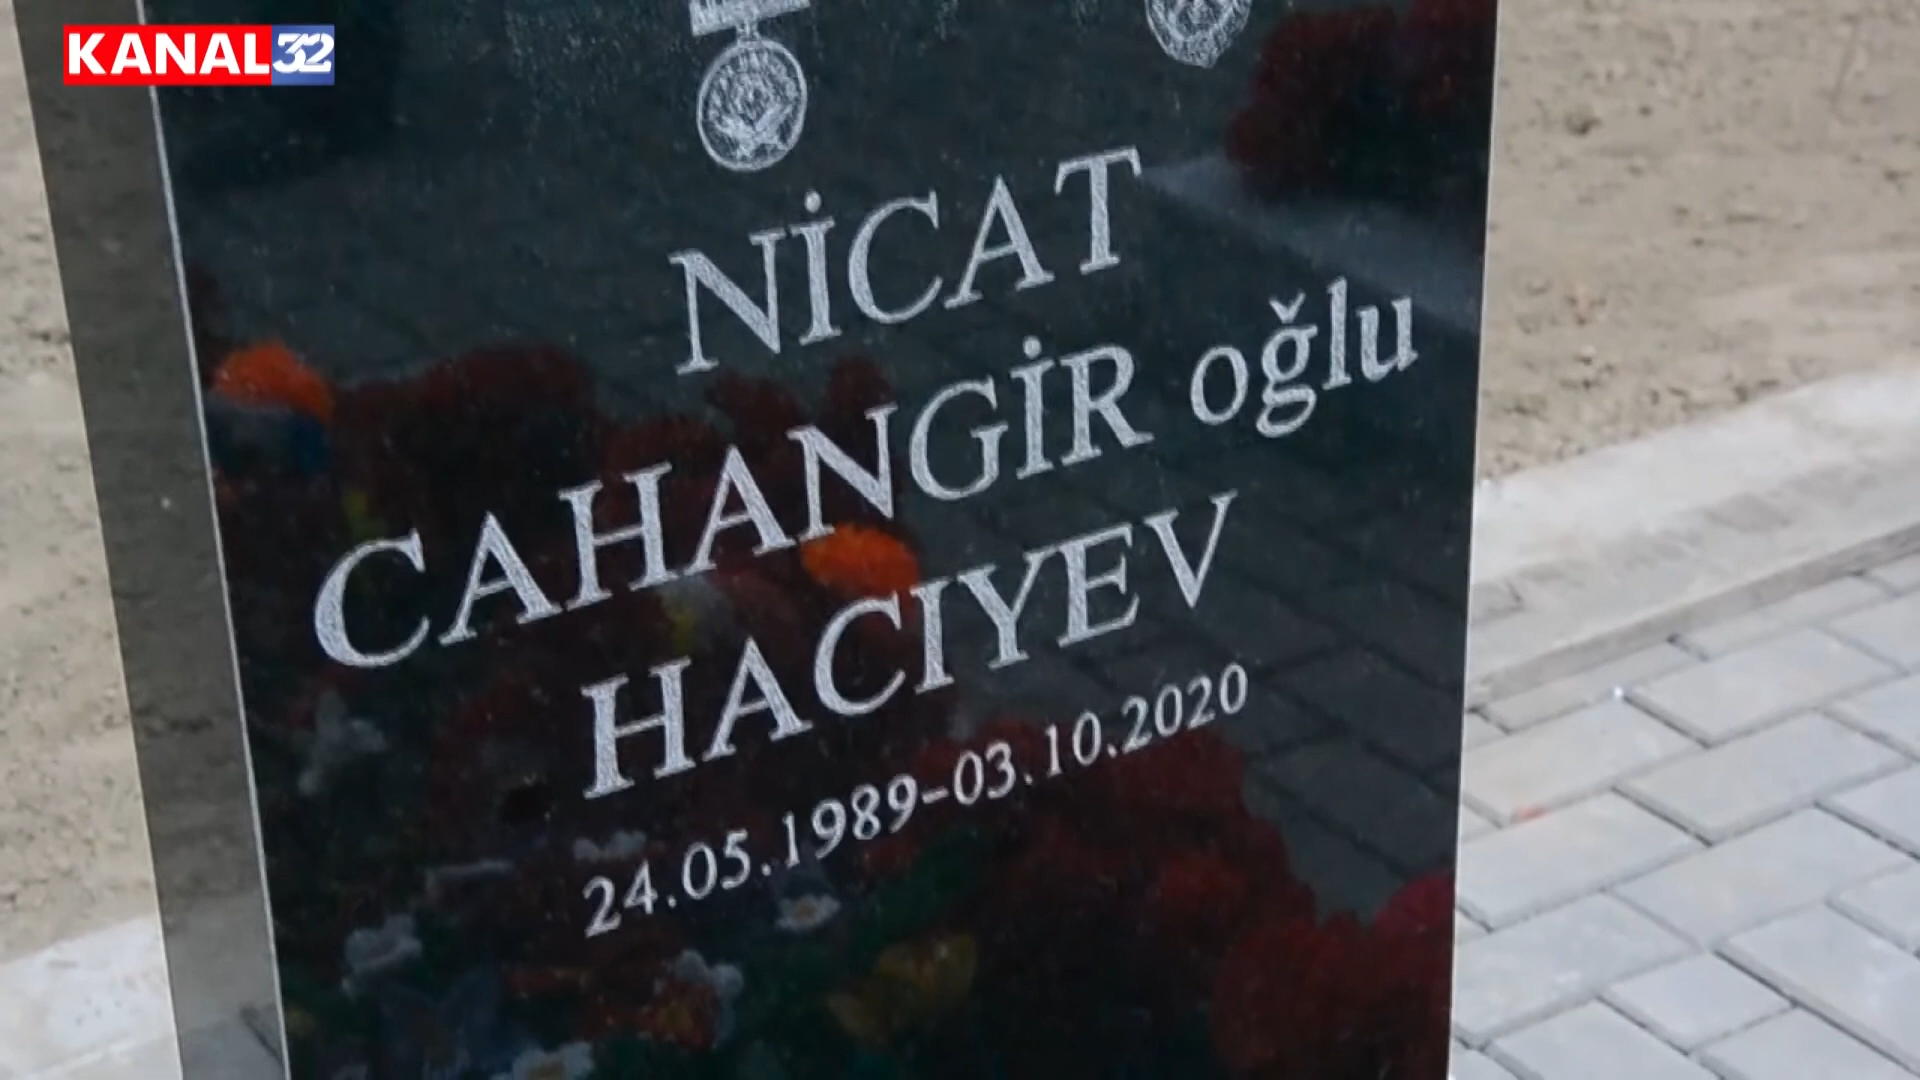 KANAL32
NİCAT
CAHANGİR oğlu
HACIYEV
24.05.1989-03.10.2020